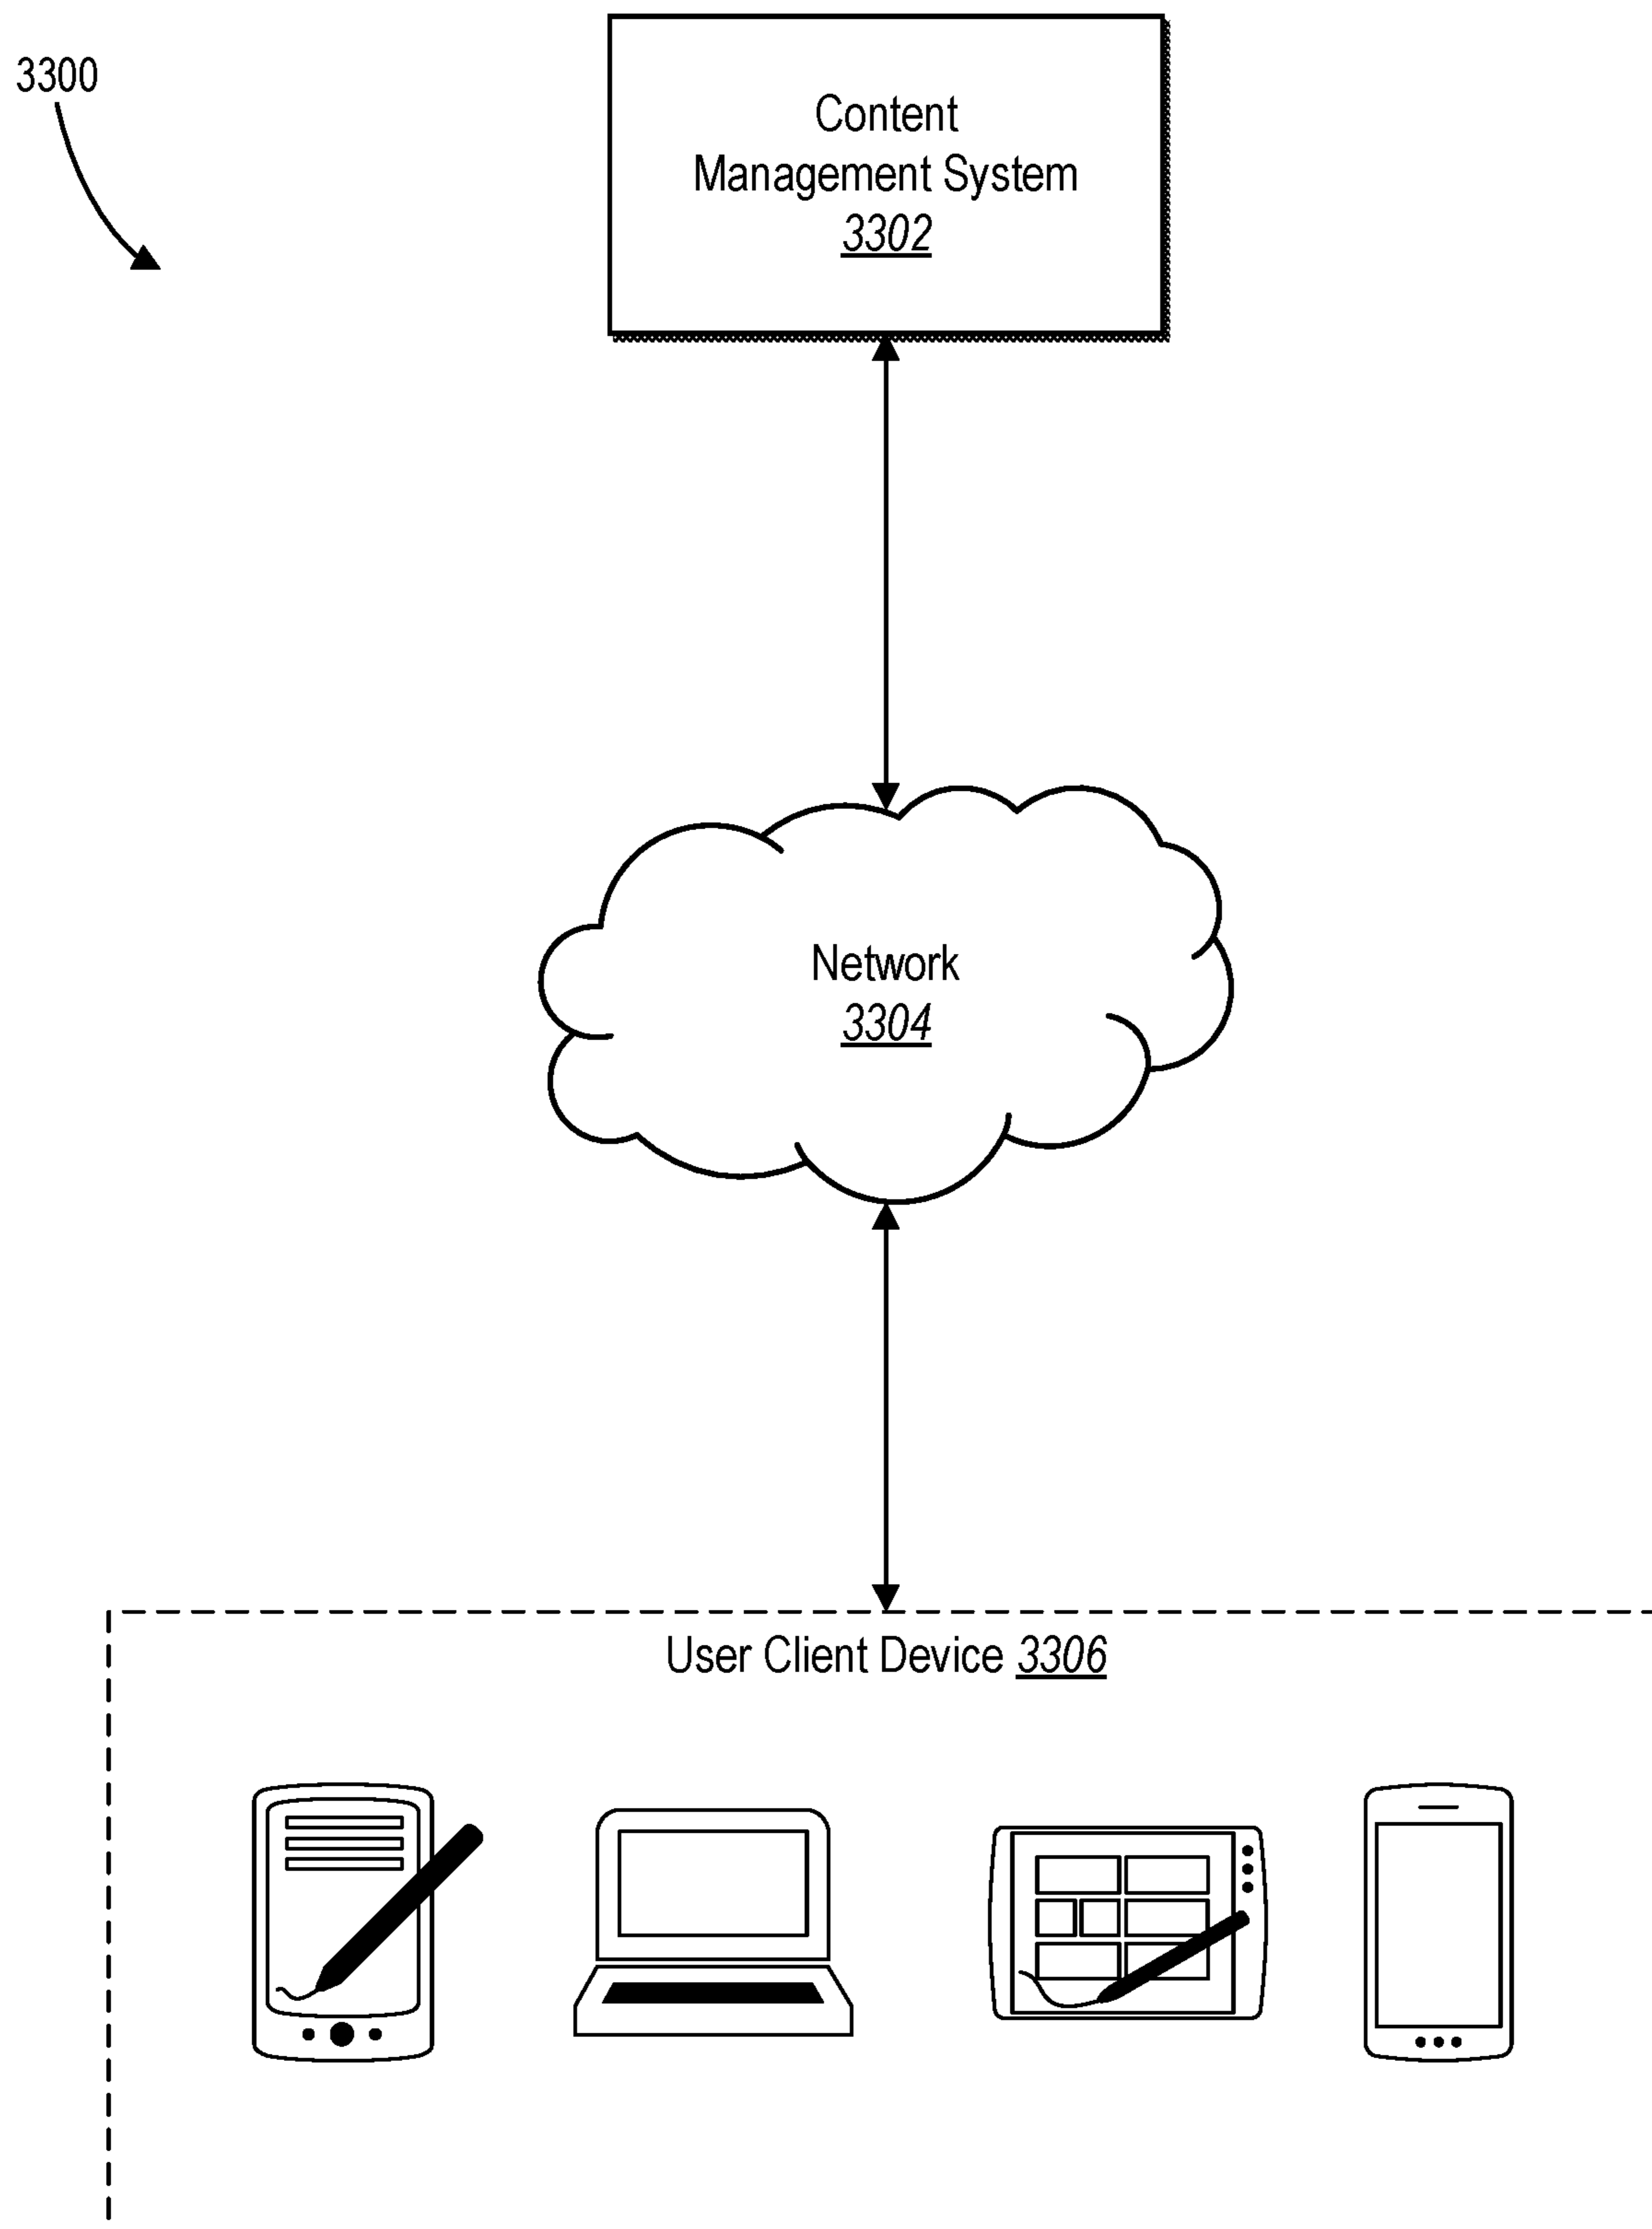 3300
Content
Management System
3302
Network
3304
User Client Device 3306